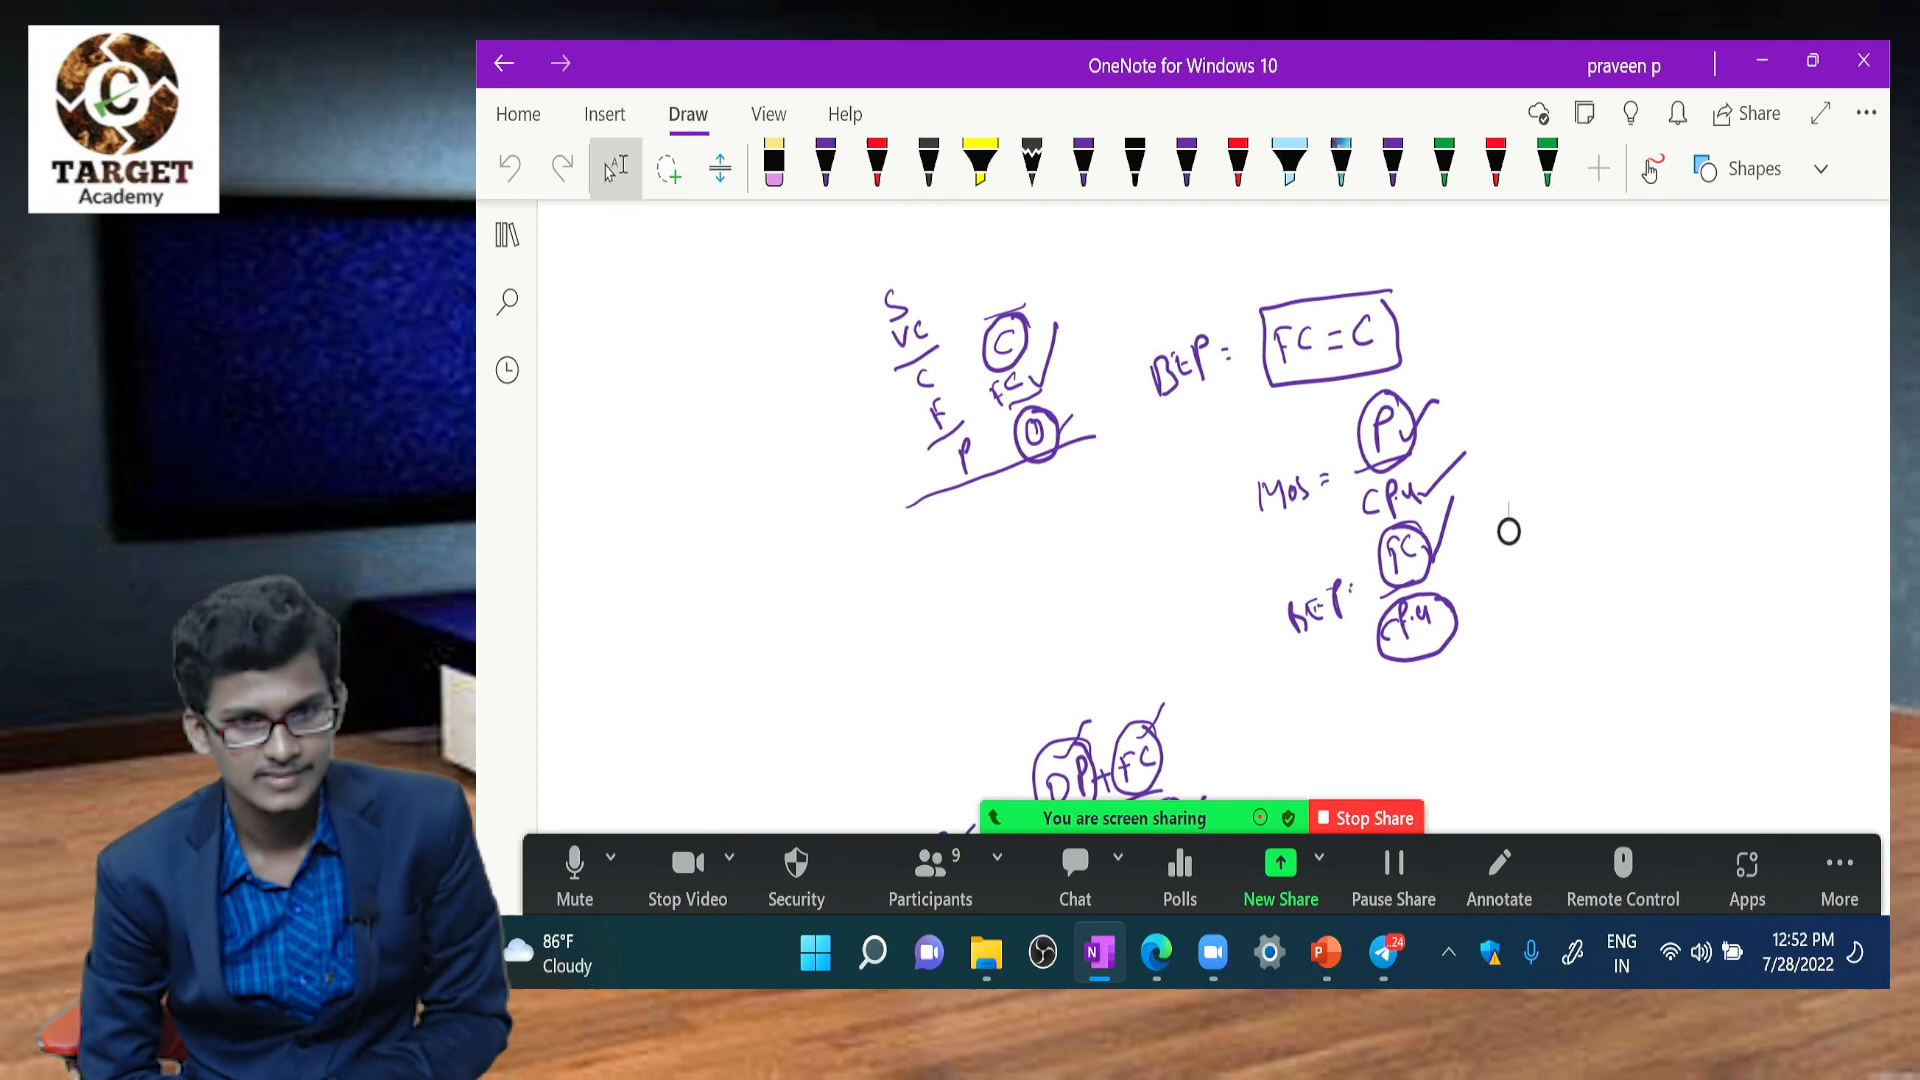 C
TARGET
Academy
OneNote for Windows 10
praveen p
Home Insert Draw View Help
Share
Shapes
S
VC
C
F
P
C
FC
0
BEP = FC = C
MOS = P
CP.u
BEP = FC
CP.u
DP + FC
You are screen sharing
Stop Share
9
Mute Stop Video Security Participants Chat Polls New Share Pause Share Annotate Remote Control Apps More
86°F
Cloudy
24
ENG
IN
12:52 PM
7/28/2022